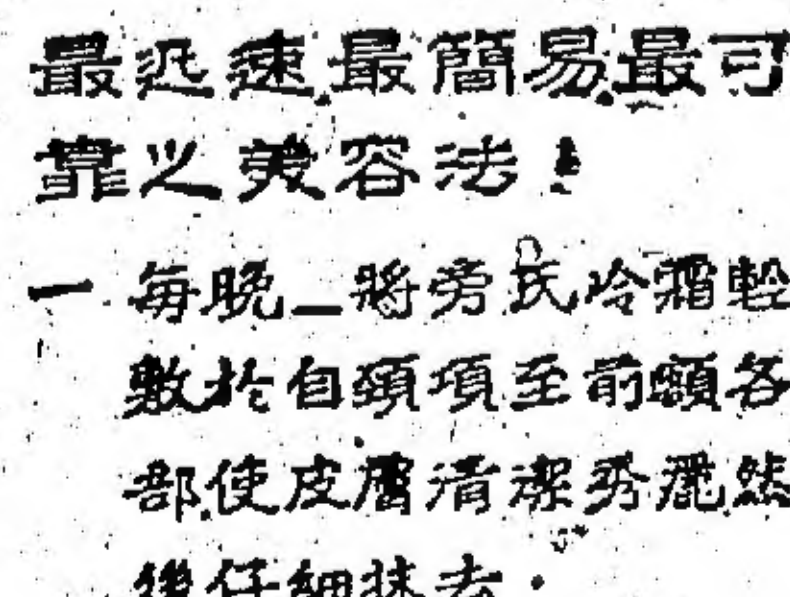 最迅速最簡易最可
靠之美容法！
一 每晚—將旁氏冷霜輕
敷於自頸項至前額各
部使皮膚清潔秀麗然
後仔細抹去．